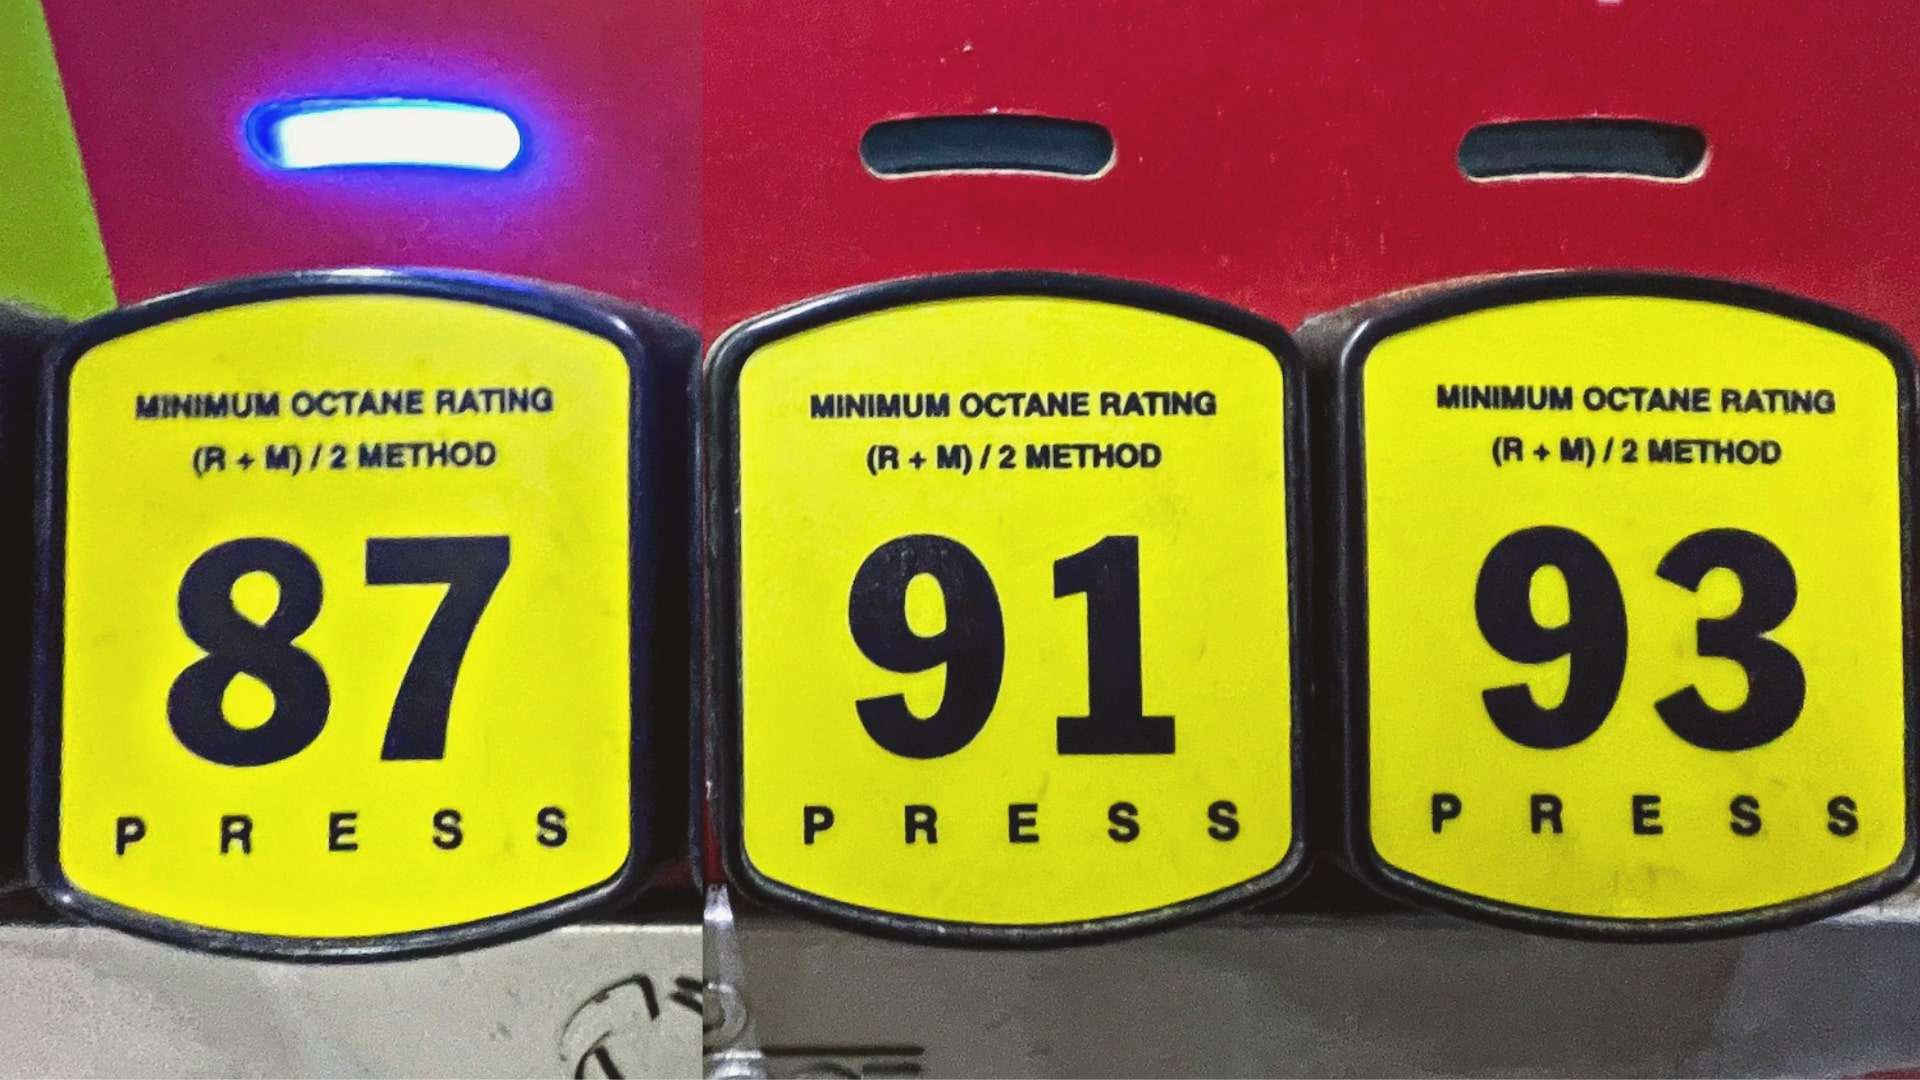 MINIMUM OCTANE RATING
(R + M) / 2 METHOD
87
PRESS
MINIMUM OCTANE RATING
(R + M) / 2 METHOD
91
PRESS
MINIMUM OCTANE RATING
(R + M) / 2 METHOD
93
PRESS